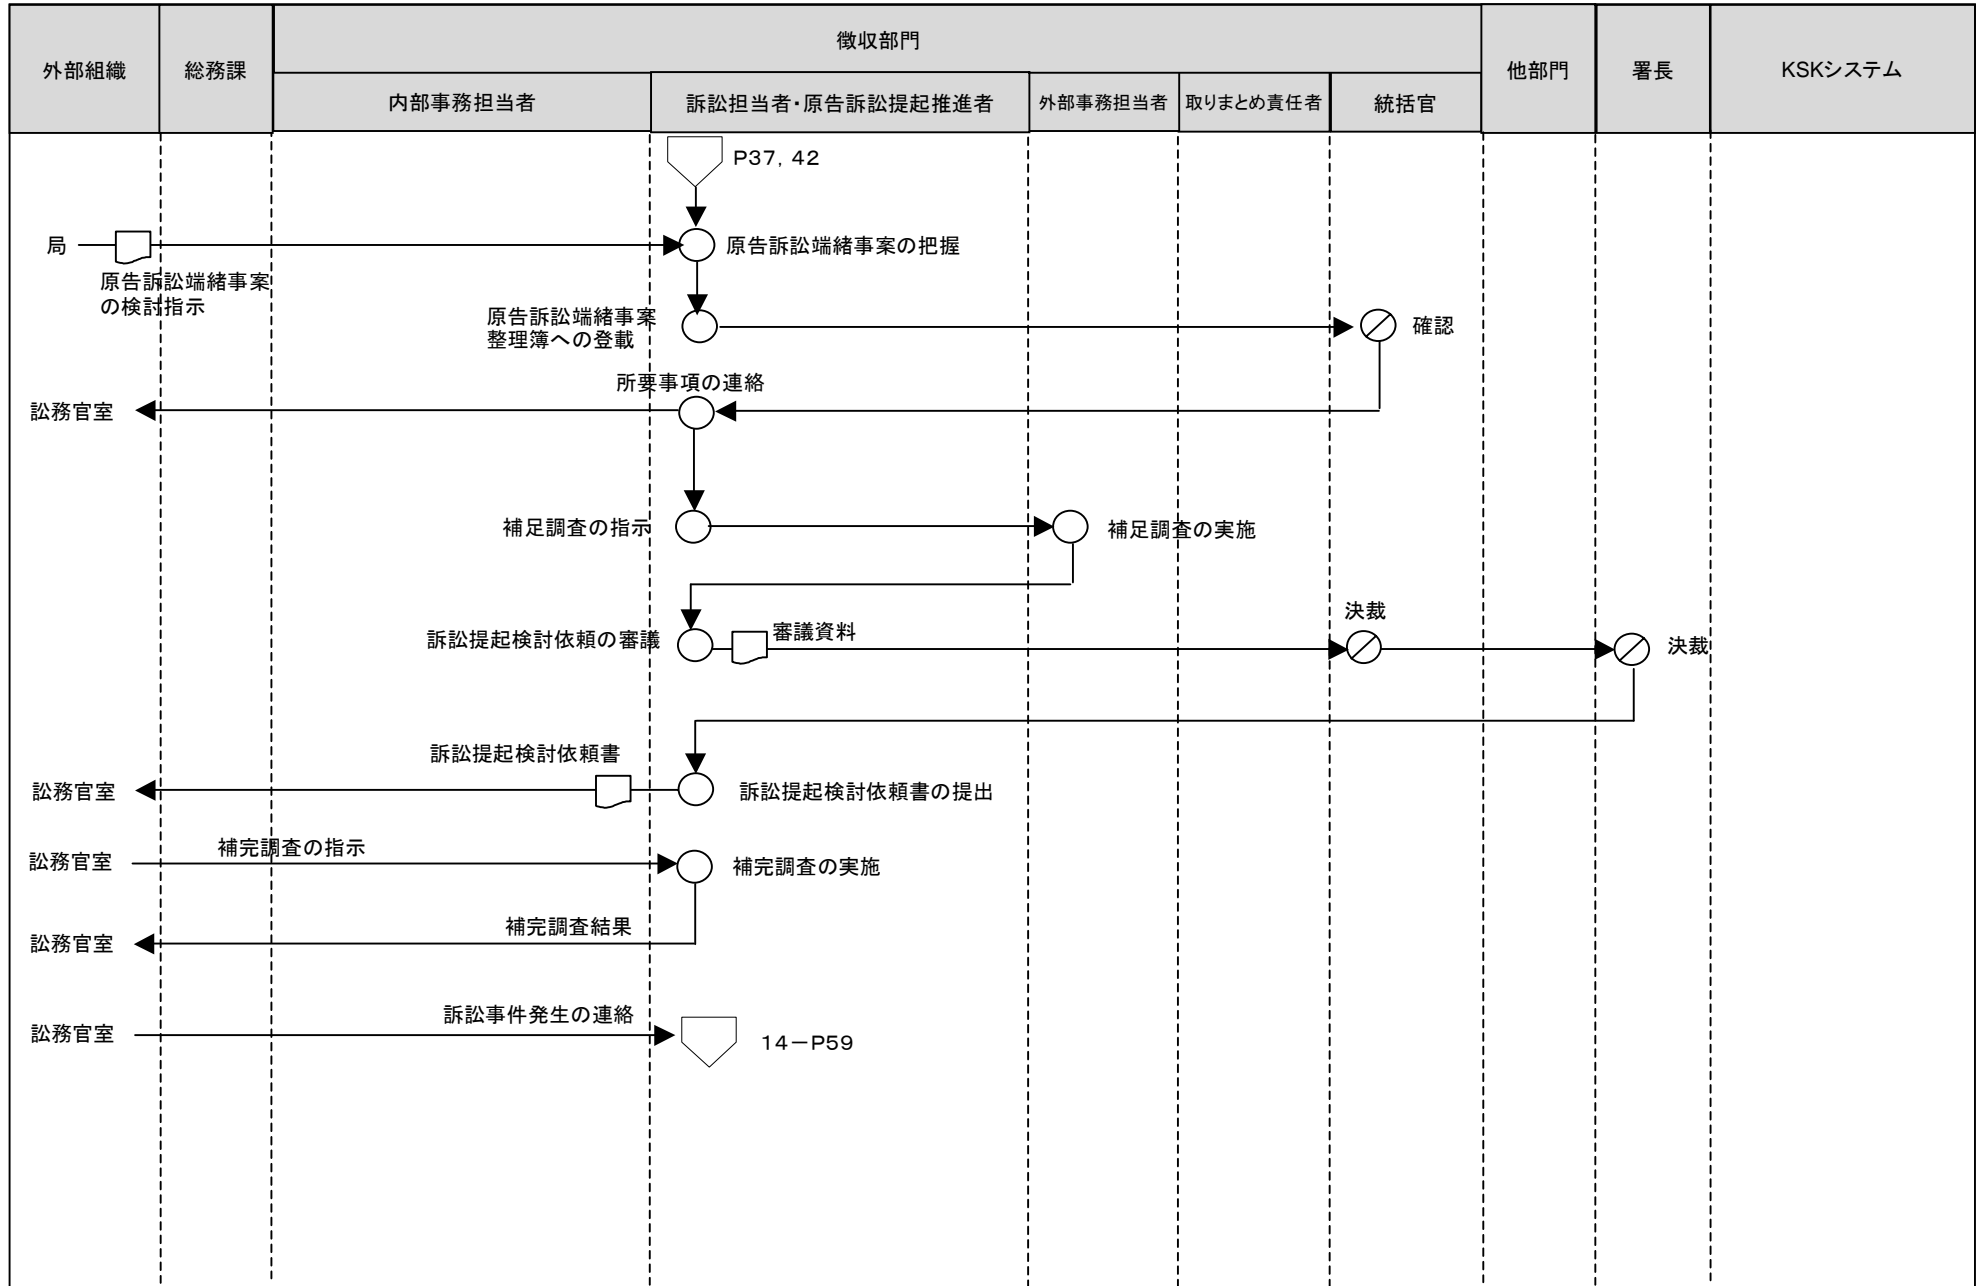 外部組織
総務課
徴収部門
他部門
署長
KSKシステム
内部事務担当者
訴訟担当者・原告訴訟提起推進者
外部事務担当者
取りまとめ責任者
統括官
P37, 42
局
原告訴訟端緒事案の把握
原告訴訟端緒事案
の検討指示
原告訴訟端緒事案
整理簿への登載
確認
所要事項の連絡
訟務官室
補足調査の指示
補足調査の実施
決裁
訴訟提起検討依頼の審議
審議資料
決裁
訴訟提起検討依頼書
訟務官室
訴訟提起検討依頼書の提出
補完調査の指示
訟務官室
補完調査の実施
補完調査結果
訟務官室
訴訟事件発生の連絡
訟務官室
14－P59